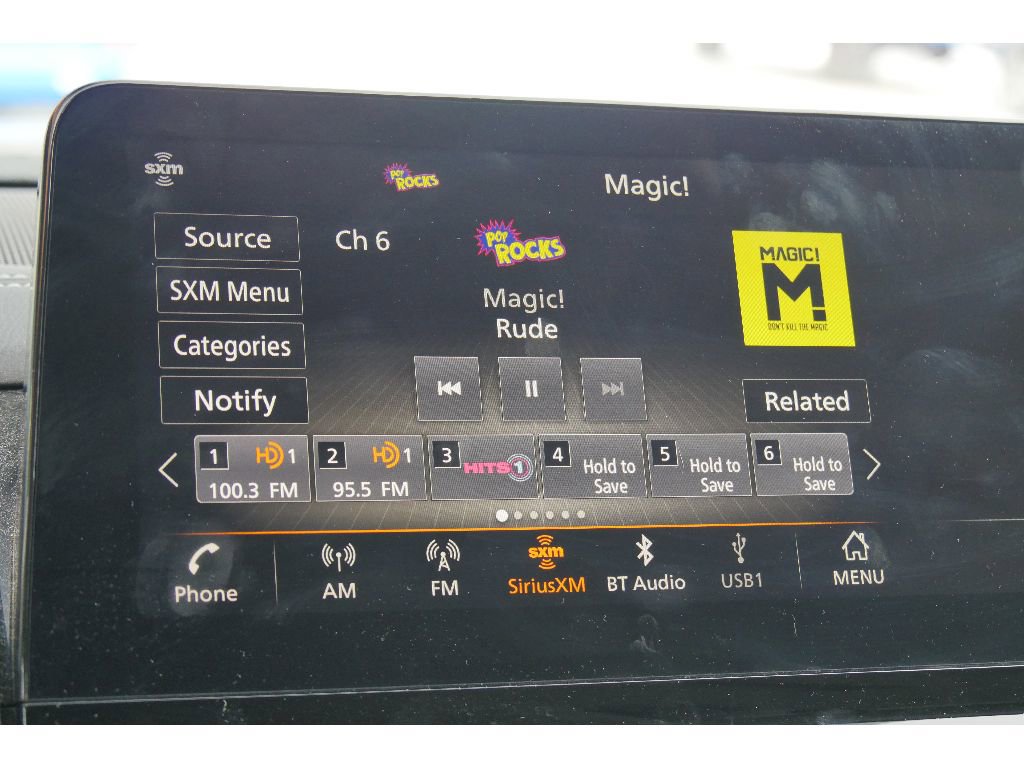 sxm
POP ROCKS
Magic!
Source
Ch 6
POP
ROCKS
MAGIC!
M!
DON'T KILL THE MAGIC
SXM Menu
Magic!
Rude
Categories
Notify
Related
1 HD 1
100.3 FM
2 HD 1
95.5 FM
3 HITS 1
4 Hold to
Save
5 Hold to
Save
6 Hold to
Save
Phone
AM
FM
sxm
SiriusXM
BT Audio
USB1
MENU